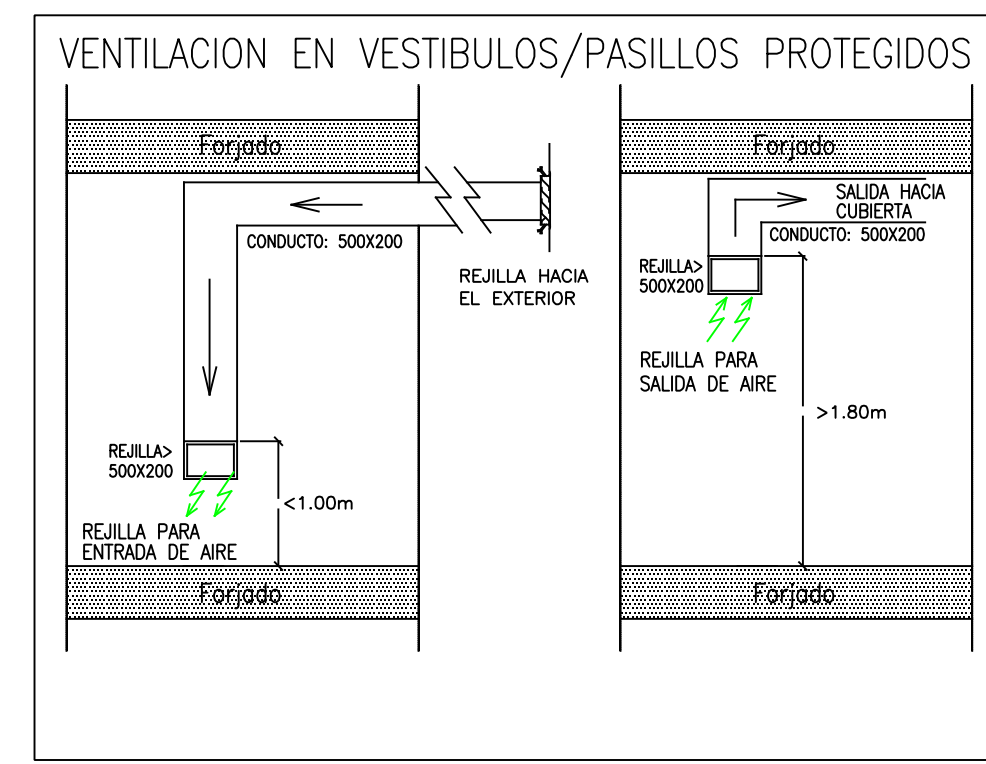 VENTILACION EN VESTIBULOS/PASILLOS PROTEGIDOS
Forjado
CONDUCTO: 500X200
REJILLA HACIA
EL EXTERIOR
REJILLA>
500X200
<1.00m
REJILLA PARA
ENTRADA DE AIRE
Forjado
Forjado
SALIDA HACIA
CUBIERTA
CONDUCTO: 500X200
REJILLA>
500X200
REJILLA PARA
SALIDA DE AIRE
>1.80m
Forjado